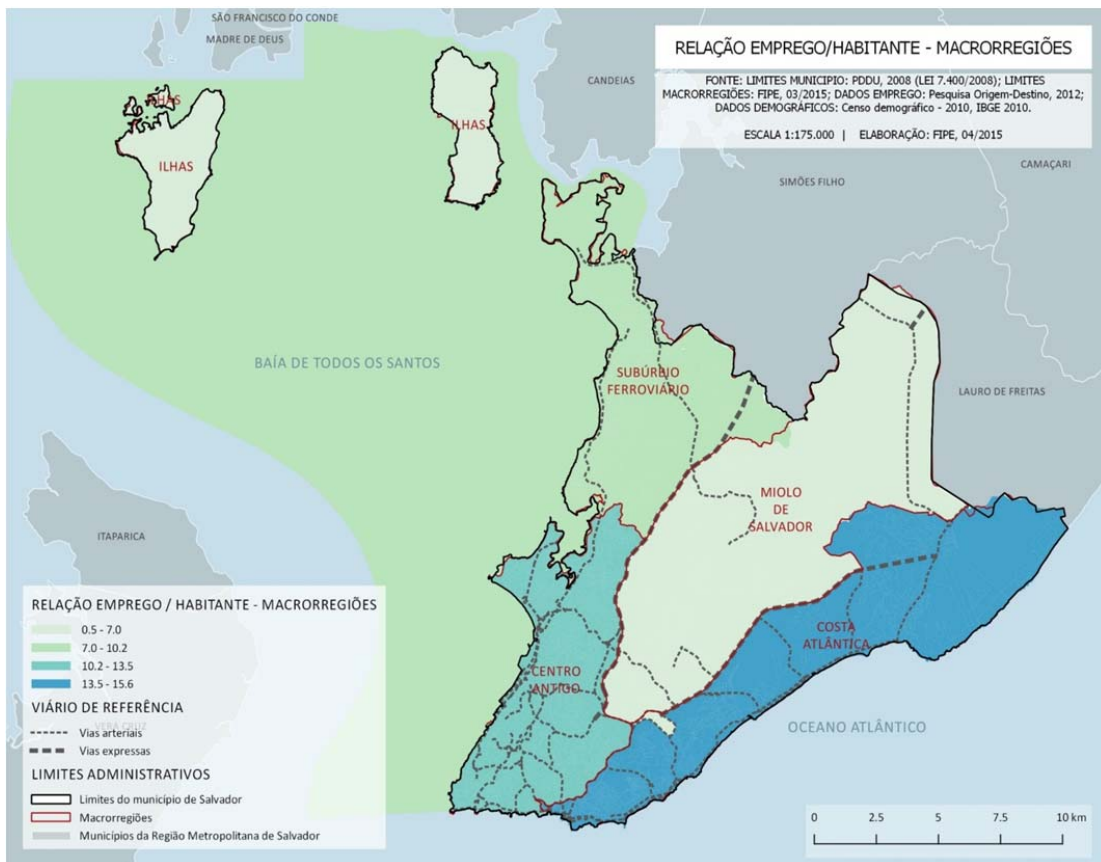 SÃO FRANCISCO DO CONDE
MADRE DE DEUS
RELAÇÃO EMPREGO/HABITANTE - MACRORREGIÕES
FONTE: LIMITES MUNICIPIO: PDDU, 2008 (LEI 7.400/2008); LIMITES
MACRORREGIÕES: FIPE, 03/2015; DADOS EMPREGO: Pesquisa Origem-Destino, 2012;
DADOS DEMOGRÁFICOS: Censo demográfico - 2010, IBGE 2010.
ESCALA 1:175.000 | ELABORAÇÃO: FIPE, 04/2015
CANDEIAS
CAMAÇARI
SIMÕES FILHO
ILHAS
ILHAS
ILHAS
BAÍA DE TODOS OS SANTOS
SUBÚRBIO
FERROVIÁRIO
LAURO DE FREITAS
MIOLO
DE
SALVADOR
ITAPARICA
COSTA
ATLÂNTICA
CENTRO
ANTIGO
OCEANO ATLÂNTICO
RELAÇÃO EMPREGO / HABITANTE - MACRORREGIÕES
0.5 - 7.0
7.0 - 10.2
10.2 - 13.5
13.5 - 15.6
VIÁRIO DE REFERÊNCIA
VERA CRUZ
Vias arteriais
Vias expressas
LIMITES ADMINISTRATIVOS
Limites do município de Salvador
Macrorregiões
Municípios da Região Metropolitana de Salvador
0 2.5 5 7.5 10 km